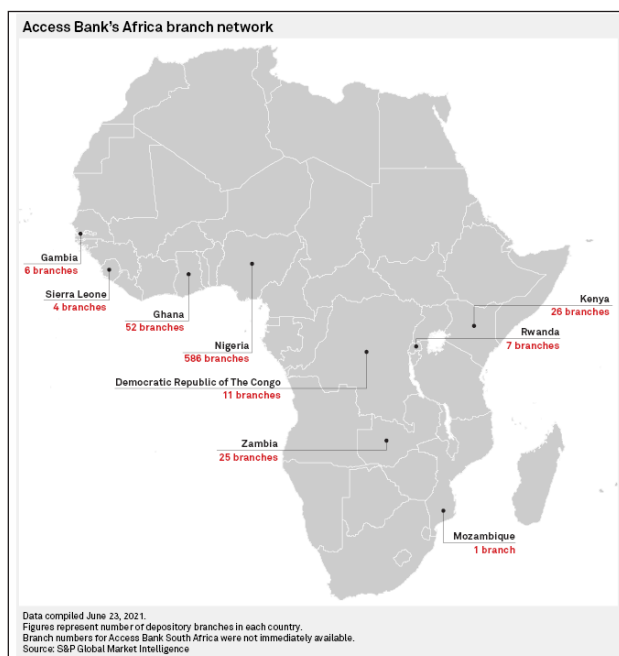 Access Bank's Africa branch network
Gambia
6 branches
Sierra Leone
4 branches
Ghana
52 branches
Nigeria
586 branches
Kenya
26 branches
Rwanda
7 branches
Democratic Republic of The Congo
11 branches
Zambia
25 branches
Mozambique
1 branch
Data compiled June 23, 2021.
Figures represent number of depository branches in each country.
Branch numbers for Access Bank South Africa were not immediately available.
Source: S&P Global Market Intelligence